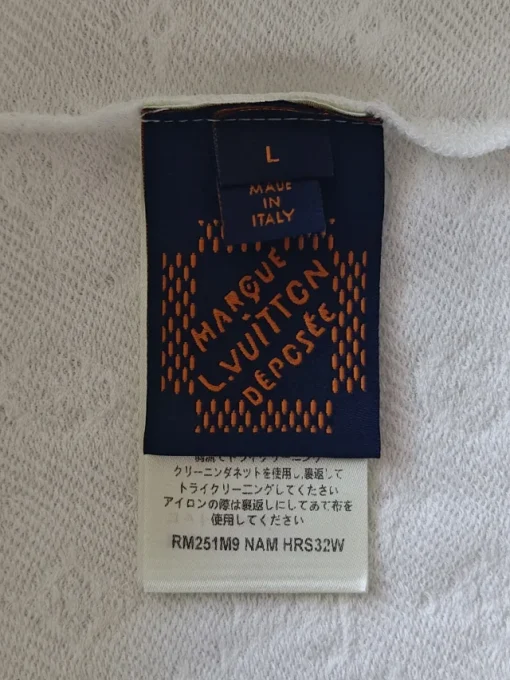 L
MADE
IN
ITALY
MARQUE
L.VUITTON
DÉPOSÉE
クリーニングネットを使用し、裏返して
ドライクリーニングしてください
アイロンの際は裏返しにしてあて布を
使用してください
RM251M9 NAM HRS32W